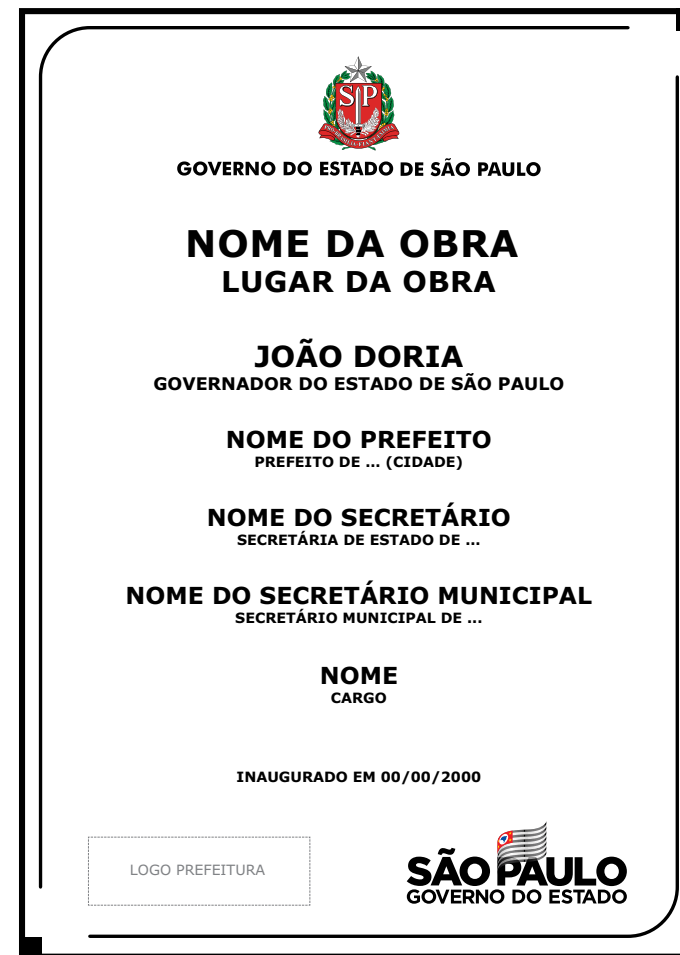 SP
GOVERNO DO ESTADO DE SÃO PAULO
NOME DA OBRA
LUGAR DA OBRA
JOÃO DORIA
GOVERNADOR DO ESTADO DE SÃO PAULO
NOME DO PREFEITO
PREFEITO DE ... (CIDADE)
NOME DO SECRETÁRIO
SECRETÁRIA DE ESTADO DE ...
NOME DO SECRETÁRIO MUNICIPAL
SECRETÁRIO MUNICIPAL DE ...
NOME
CARGO
INAUGURADO EM 00/00/2000
LOGO PREFEITURA
SÃO PAULO
GOVERNO DO ESTADO